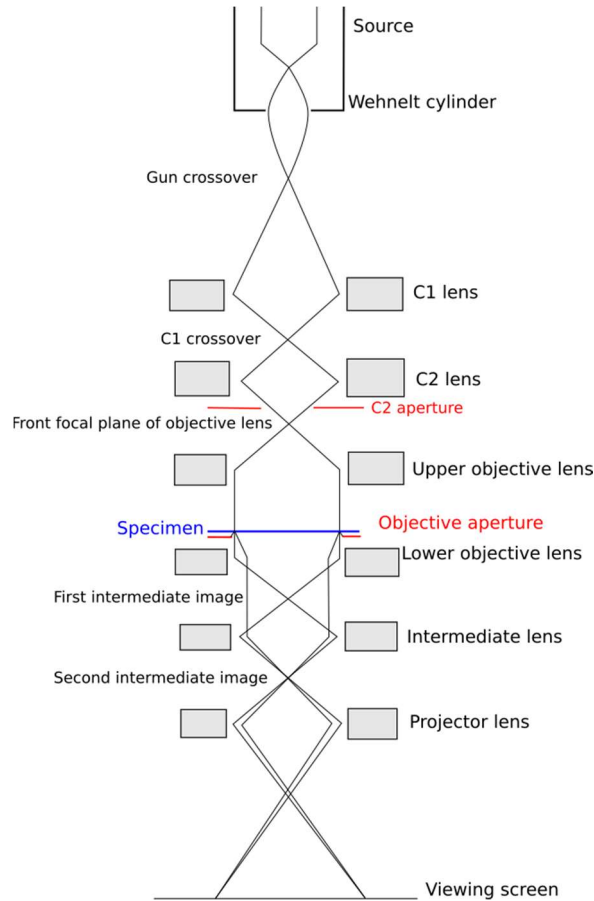 Source
Wehnelt cylinder
Gun crossover
C1 lens
C1 crossover
C2 lens
C2 aperture
Front focal plane of objective lens
Upper objective lens
Specimen
Objective aperture
Lower objective lens
First intermediate image
Intermediate lens
Second intermediate image
Projector lens
Viewing screen